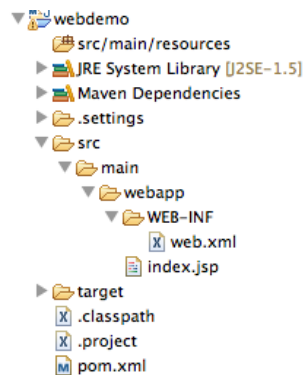 webdemo
src/main/resources
JRE System Library [J2SE-1.5]
Maven Dependencies
.settings
src
main
webapp
WEB-INF
web.xml
index.jsp
target
.classpath
.project
pom.xml